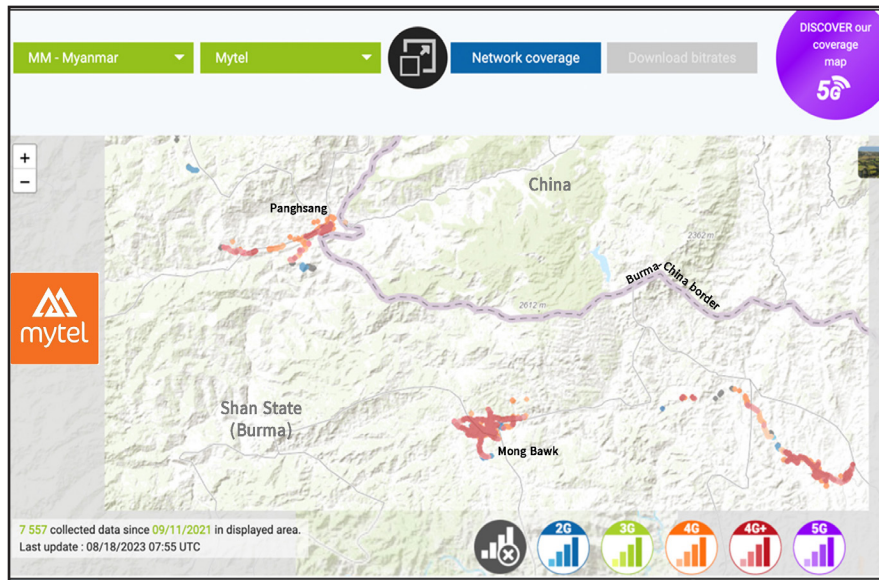 MM - Myanmar
Mytel
Network coverage
Download bitrates
DISCOVER our
coverage
map
5G
+
−
China
Panghsang
2362 m
Burma-China border
2612 m
mytel
Shan State
(Burma)
Mong Bawk
7 557 collected data since 09/11/2021 in displayed area.
Last update : 08/18/2023 07:55 UTC
2G
3G
4G
4G+
5G